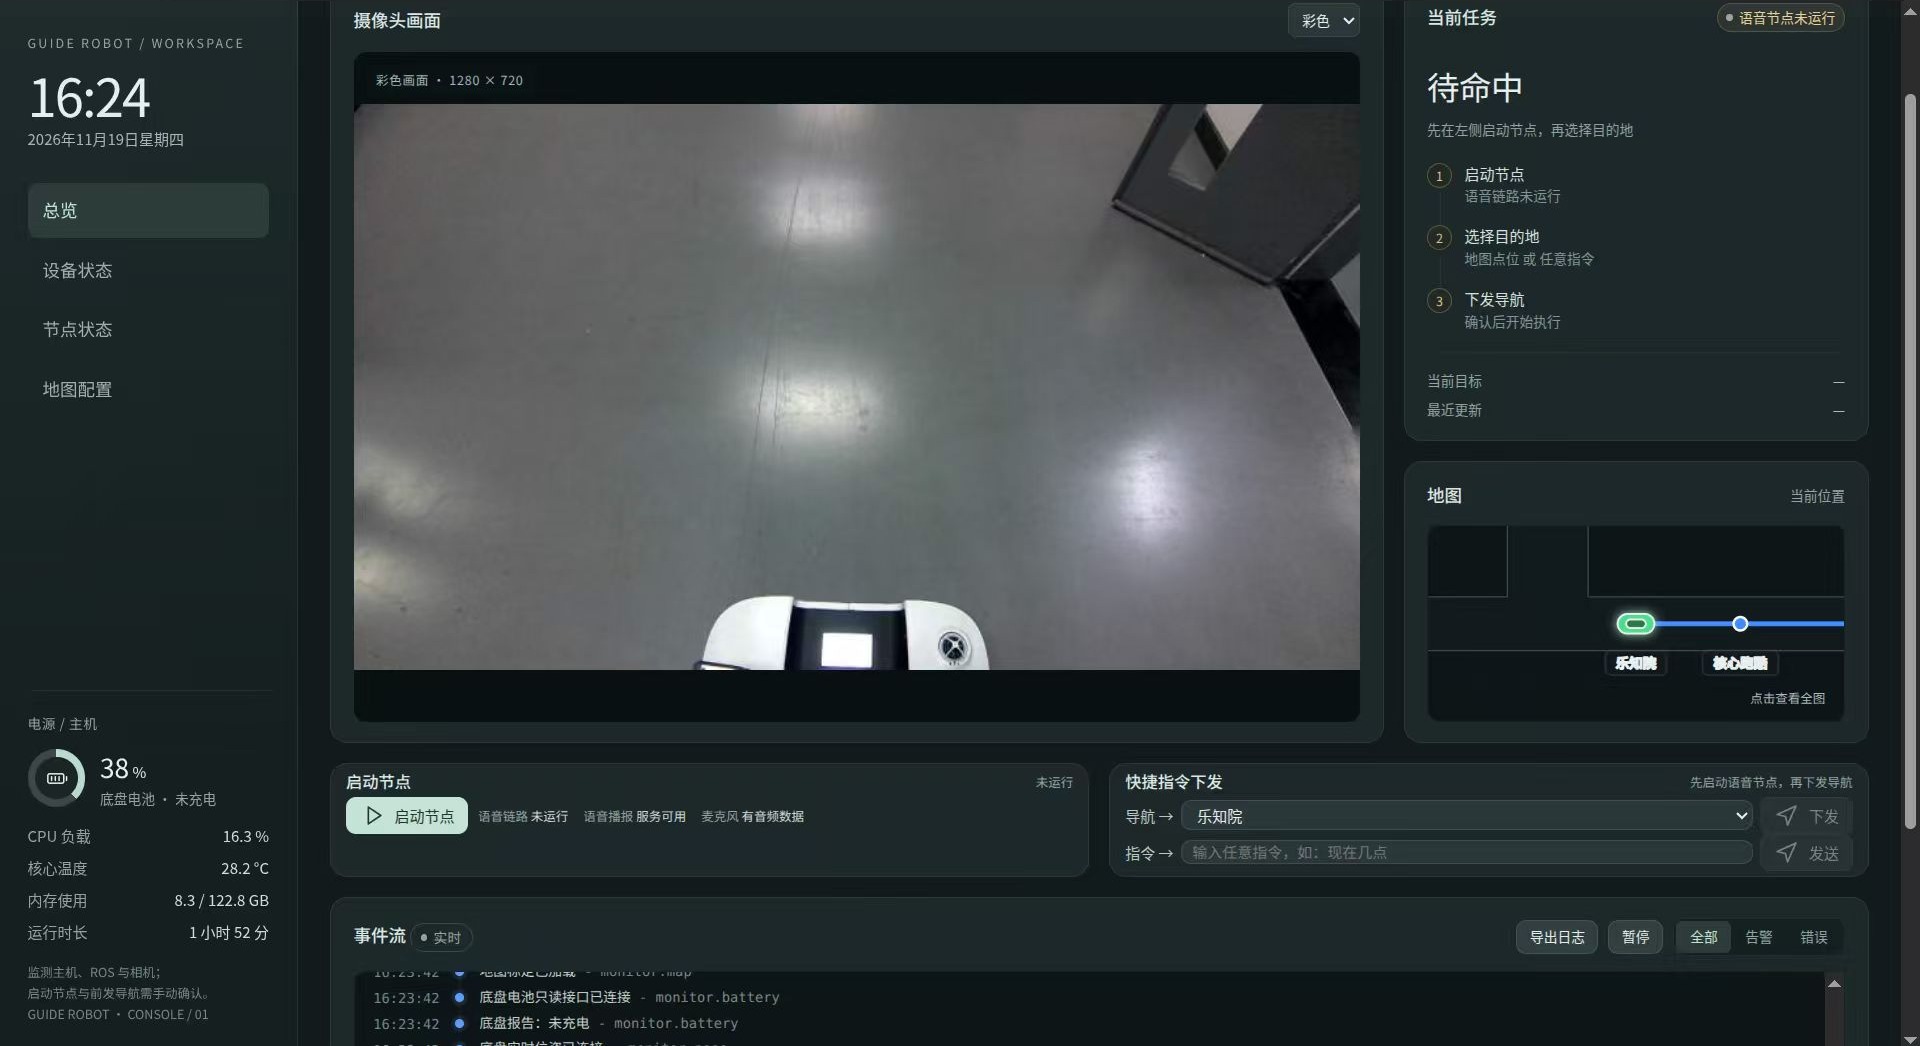 GUIDE ROBOT / WORKSPACE
16:24
2026年11月19日星期四
总览
设备状态
节点状态
地图配置
电源 / 主机
38 %
底盘电池 · 未充电
CPU 负载 16.3 %
核心温度 28.2 °C
内存使用 8.3 / 122.8 GB
运行时长 1 小时 52 分
监测主机、ROS 与相机；
启动节点与前发导航需手动确认。
GUIDE ROBOT · CONSOLE / 01
摄像头画面 彩色
彩色画面 · 1280 × 720
当前任务 语音节点未运行
待命中
先在左侧启动节点，再选择目的地
1 启动节点
语音链路未运行
2 选择目的地
地图点位 或 任意指令
3 下发导航
确认后开始执行
当前目标 —
最近更新 —
地图 当前位置
乐知院 核心跑酷
点击查看全图
启动节点 未运行
启动节点 语音链路 未运行 语音播报 服务可用 麦克风 有音频数据
快捷指令下发 先启动语音节点，再下发导航
导航 → 乐知院 下发
指令 → 输入任意指令，如：现在几点 发送
事件流 实时 导出日志 暂停 全部 告警 错误
16:23:42 地图标定已加载 - monitor.map
16:23:42 底盘电池只读接口已连接 - monitor.battery
16:23:42 底盘报告：未充电 - monitor.battery